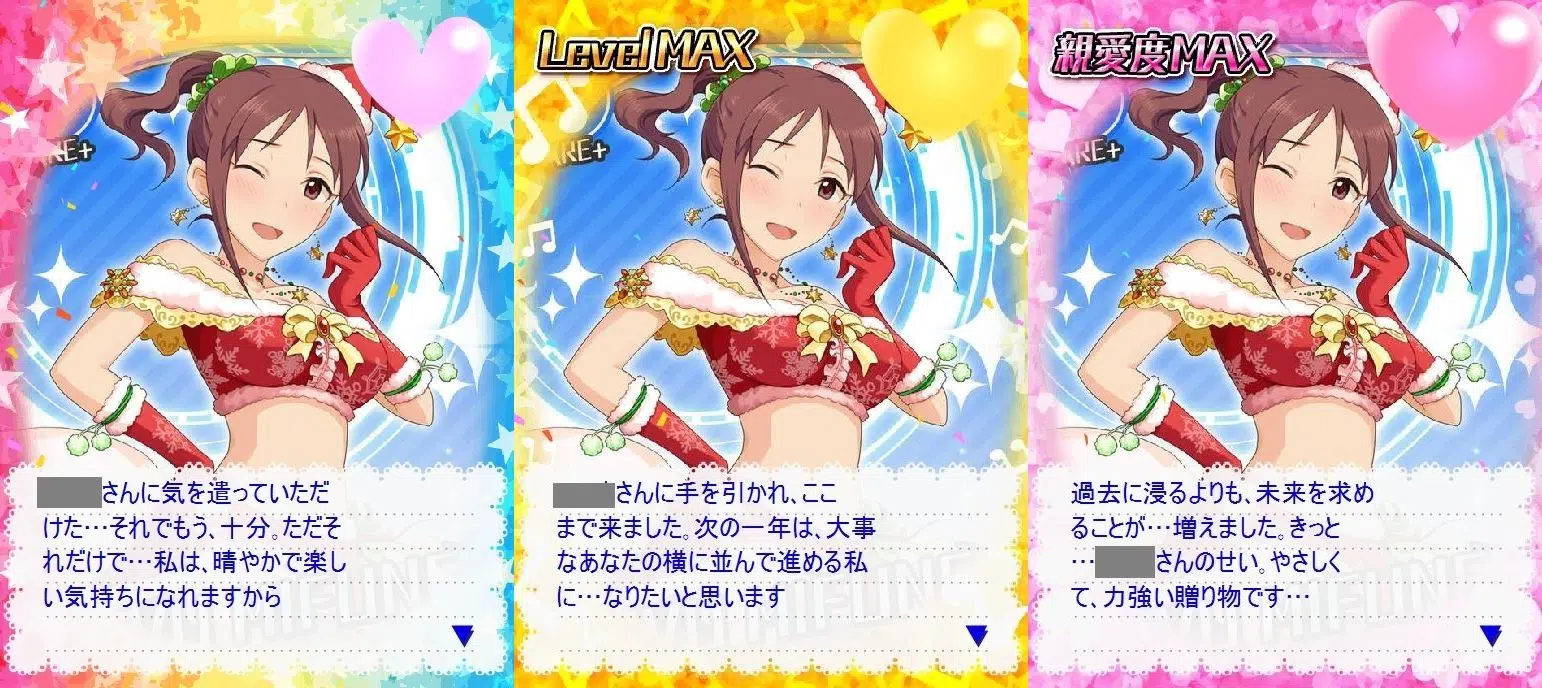 RE+
さんに気を遣っていただ
けた…それでもう、十分。ただそ
れだけで…私は、晴やかで楽し
い気持ちになれますから
Level MAX
RE+
さんに手を引かれ、ここ
まで来ました。次の一年は、大事
なあなたの横に並んで進める私
に…なりたいと思います
親愛度MAX
RE+
過去に浸るよりも、未来を求め
ることが…増えました。きっと
…さんのせい。やさしく
て、力強い贈り物です…